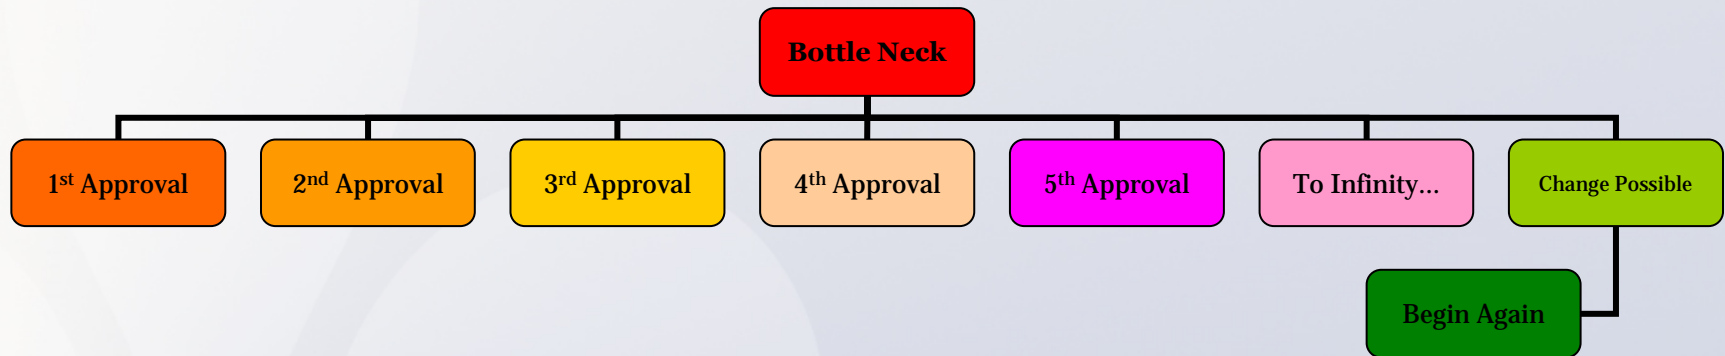 Bottle Neck
1st Approval
2nd Approval
3rd Approval
4th Approval
5th Approval
To Infinity...
Change Possible
Begin Again